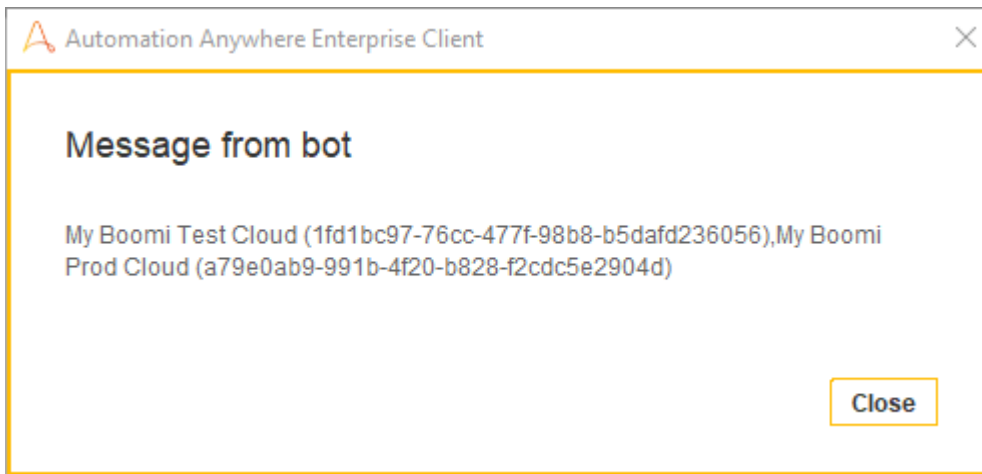 Automation Anywhere Enterprise Client
Message from bot
My Boomi Test Cloud (1fd1bc97-76cc-477f-98b8-b5dafd236056),My Boomi
Prod Cloud (a79e0ab9-991b-4f20-b828-f2cdc5e2904d)
Close